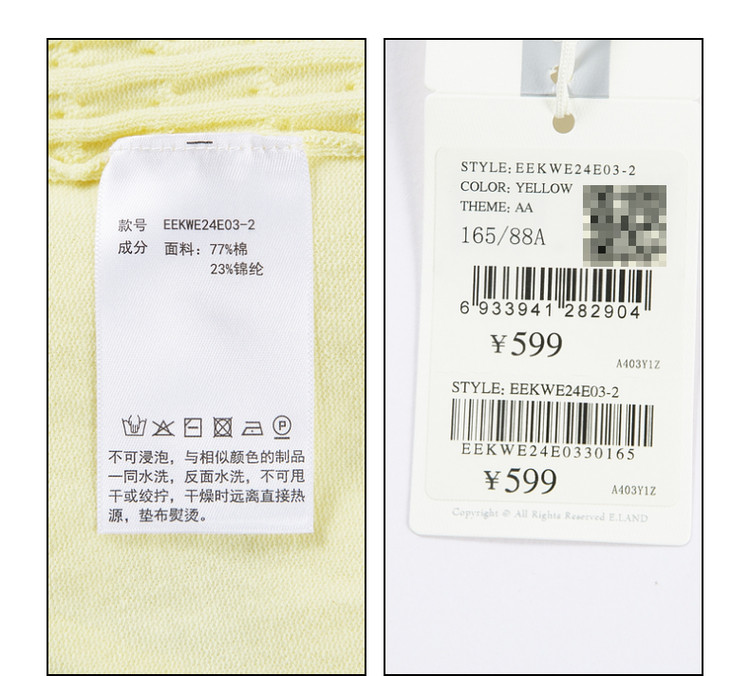 款号 EEKWE24E03-2
成分 面料：77%棉
23%锦纶
不可浸泡，与相似颜色的制品
一同水洗，反面水洗，不可甩
干或绞拧，干燥时远离直接热
源，垫布熨烫。
STYLE: EEKWE24E03-2
COLOR: YELLOW
THEME: AA
165/88A
6 933941 282904
¥599
A403Y1Z
STYLE: EEKWE24E03-2
EEKWE24E0330165
¥599
A403Y1Z
Copyright © All Rights Reserved E.LAND